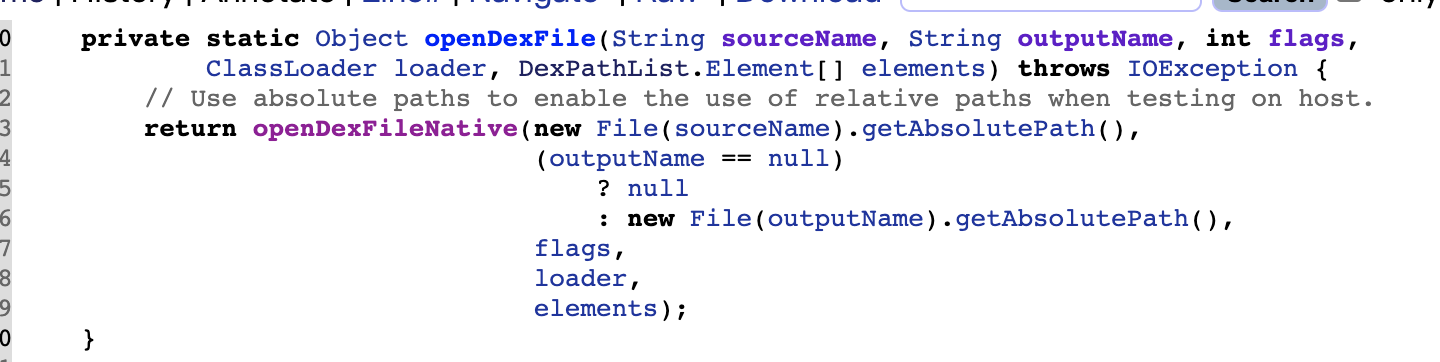 History | Annotate | Line# | Navigate | Raw | Download Search only
0 private static Object openDexFile(String sourceName, String outputName, int flags,
1 ClassLoader loader, DexPathList.Element[] elements) throws IOException {
2 // Use absolute paths to enable the use of relative paths when testing on host.
3 return openDexFileNative(new File(sourceName).getAbsolutePath(),
4 (outputName == null)
5 ? null
6 : new File(outputName).getAbsolutePath(),
7 flags,
8 loader,
9 elements);
0 }